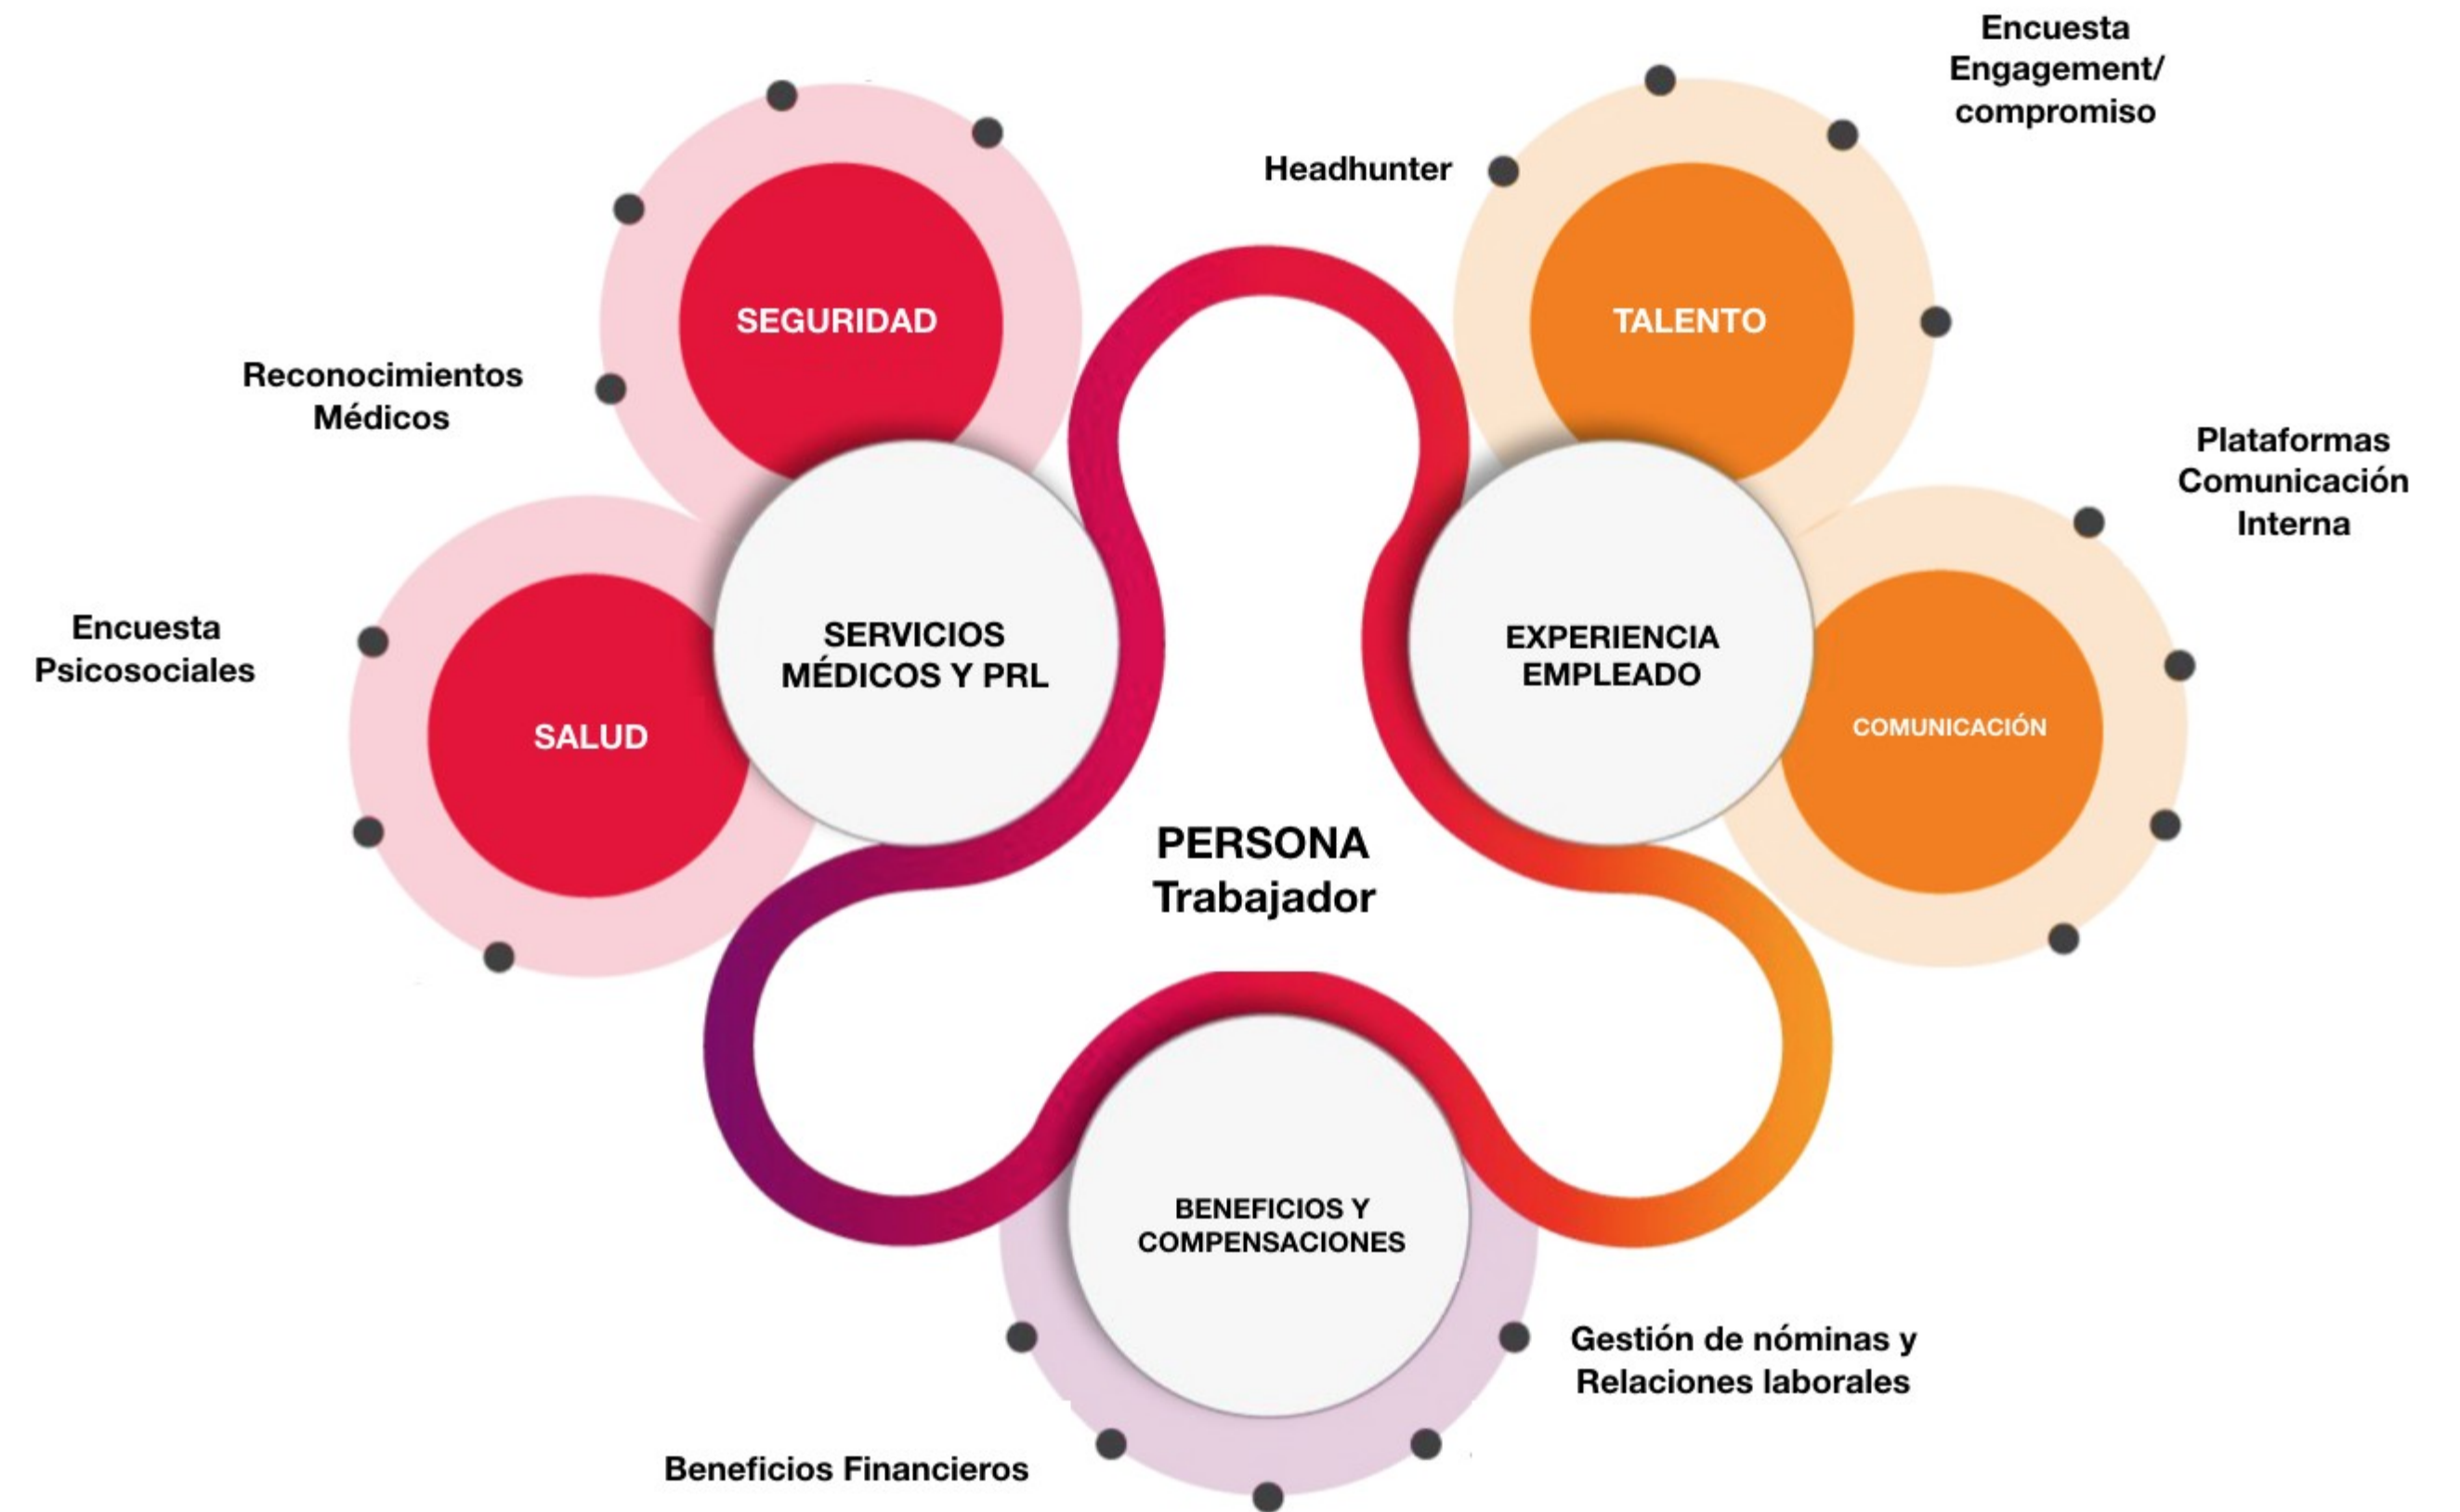 Encuesta
Engagement/
compromiso
Headhunter
SEGURIDAD
TALENTO
Reconocimientos
Médicos
Plataformas
Comunicación
Interna
Encuesta
Psicosociales
SERVICIOS
MÉDICOS Y PRL
EXPERIENCIA
EMPLEADO
SALUD
COMUNICACIÓN
PERSONA
Trabajador
BENEFICIOS Y
COMPENSACIONES
Gestión de nóminas y
Relaciones laborales
Beneficios Financieros